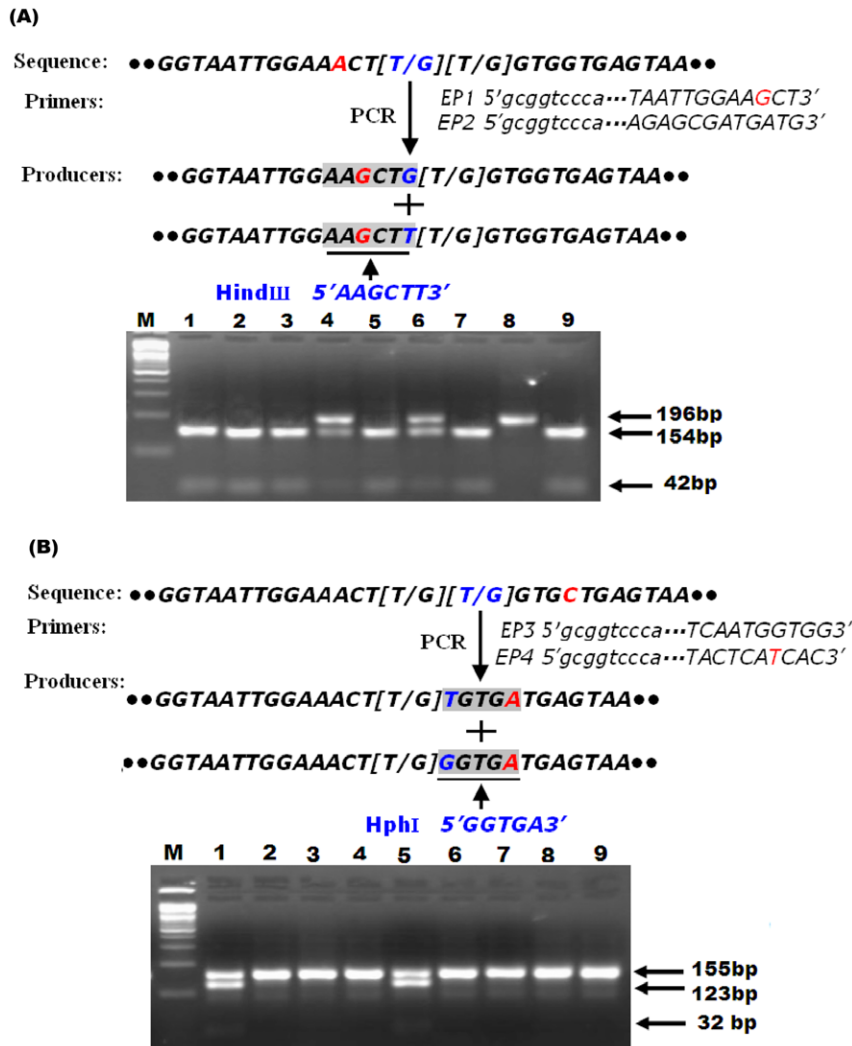 (A)
Sequence: ●●GGTAATTGGAAACT[T/G][T/G]GTGGTGAGTAA●●
Primers: EP1 5'gcggtccca···TAATTGGAAGCT3'
PCR EP2 5'gcggtccca···AGAGCGATGATG3'
Producers: ●●GGTAATTGGAAGCTG[T/G]GTGGTGAGTAA●●
+
●●GGTAATTGGAAGCTT[T/G]GTGGTGAGTAA●●
HindIII 5'AAGCTT3'
M 1 2 3 4 5 6 7 8 9
196bp
154bp
42bp
(B)
Sequence: ●●GGTAATTGGAAACT[T/G][T/G]GTGCTGAGTAA●●
Primers: EP3 5'gcggtccca···TCAATGGTGG3'
PCR EP4 5'gcggtccca···TACTCATCAC3'
Producers: ●●GGTAATTGGAAACT[T/G]TGTGATGAGTAA●●
+
●●GGTAATTGGAAACT[T/G]GGTGATGAGTAA●●
HphI 5'GGTGA3'
M 1 2 3 4 5 6 7 8 9
155bp
123bp
32 bp